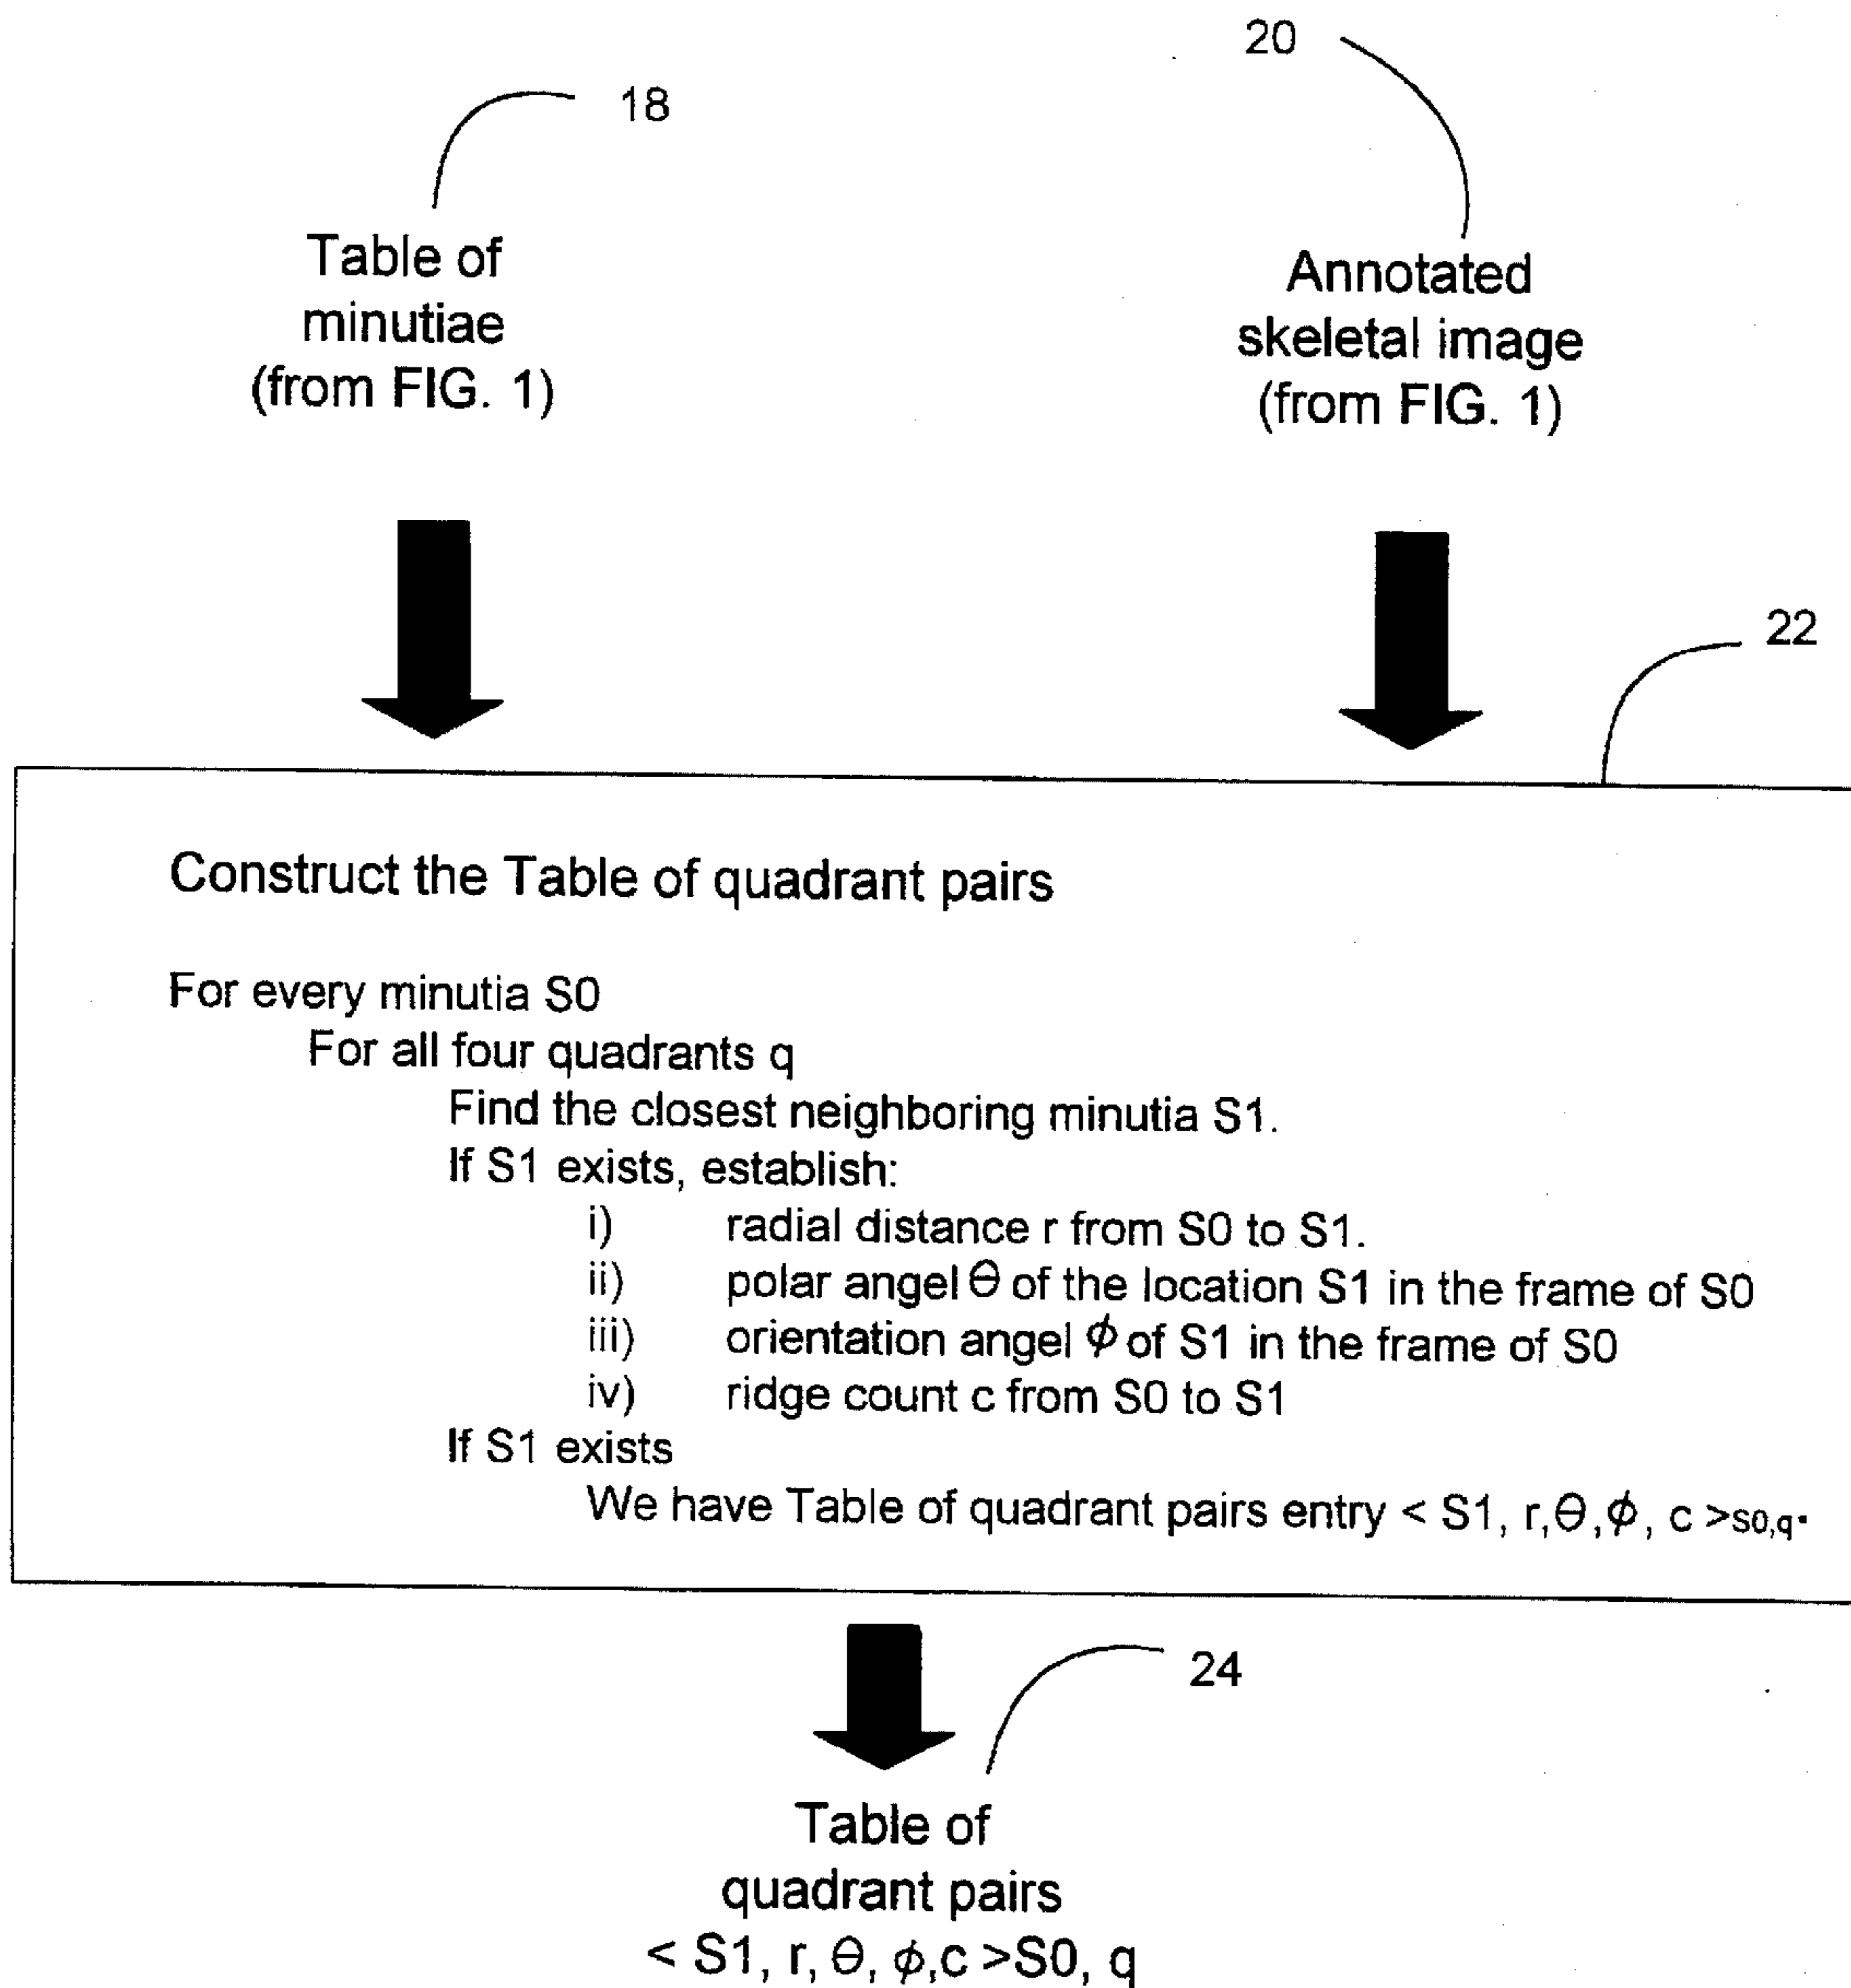 20
18
Table of
minutiae
(from FIG. 1)
Annotated
skeletal image
(from FIG. 1)
22
Construct the Table of quadrant pairs
For every minutia S0
For all four quadrants q
Find the closest neighboring minutia S1.
If S1 exists, establish:
i) radial distance r from S0 to S1.
ii) polar angel θ of the location S1 in the frame of S0
iii) orientation angel ϕ of S1 in the frame of S0
iv) ridge count c from S0 to S1
If S1 exists
We have Table of quadrant pairs entry < S1, r,θ,ϕ, c >S0,q.
24
Table of
quadrant pairs
< S1, r, θ, ϕ,c >S0, q